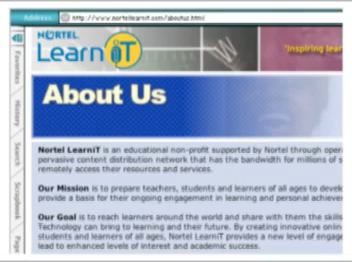 Address http://www.nortellearnit.com/aboutus.html
NORTEL
LearniT
"Inspiring lear
About Us
Favorites
History
Search
Scrapbook
Page
Nortel LearniT is an educational non-profit supported by Nortel through oper
pervasive content distribution network that has the bandwidth for millions of s
remotely access their resources and services.
Our Mission is to prepare teachers, students and learners of all ages to develo
provide a basis for their ongoing engagement in learning and personal achieve
Our Goal is to reach learners around the world and share with them the skills
Technology can bring to learning and their future. By creating innovative onlin
students and learners of all ages, Nortel LearniT provides a new level of engage
lead to enhanced levels of interest and academic success.